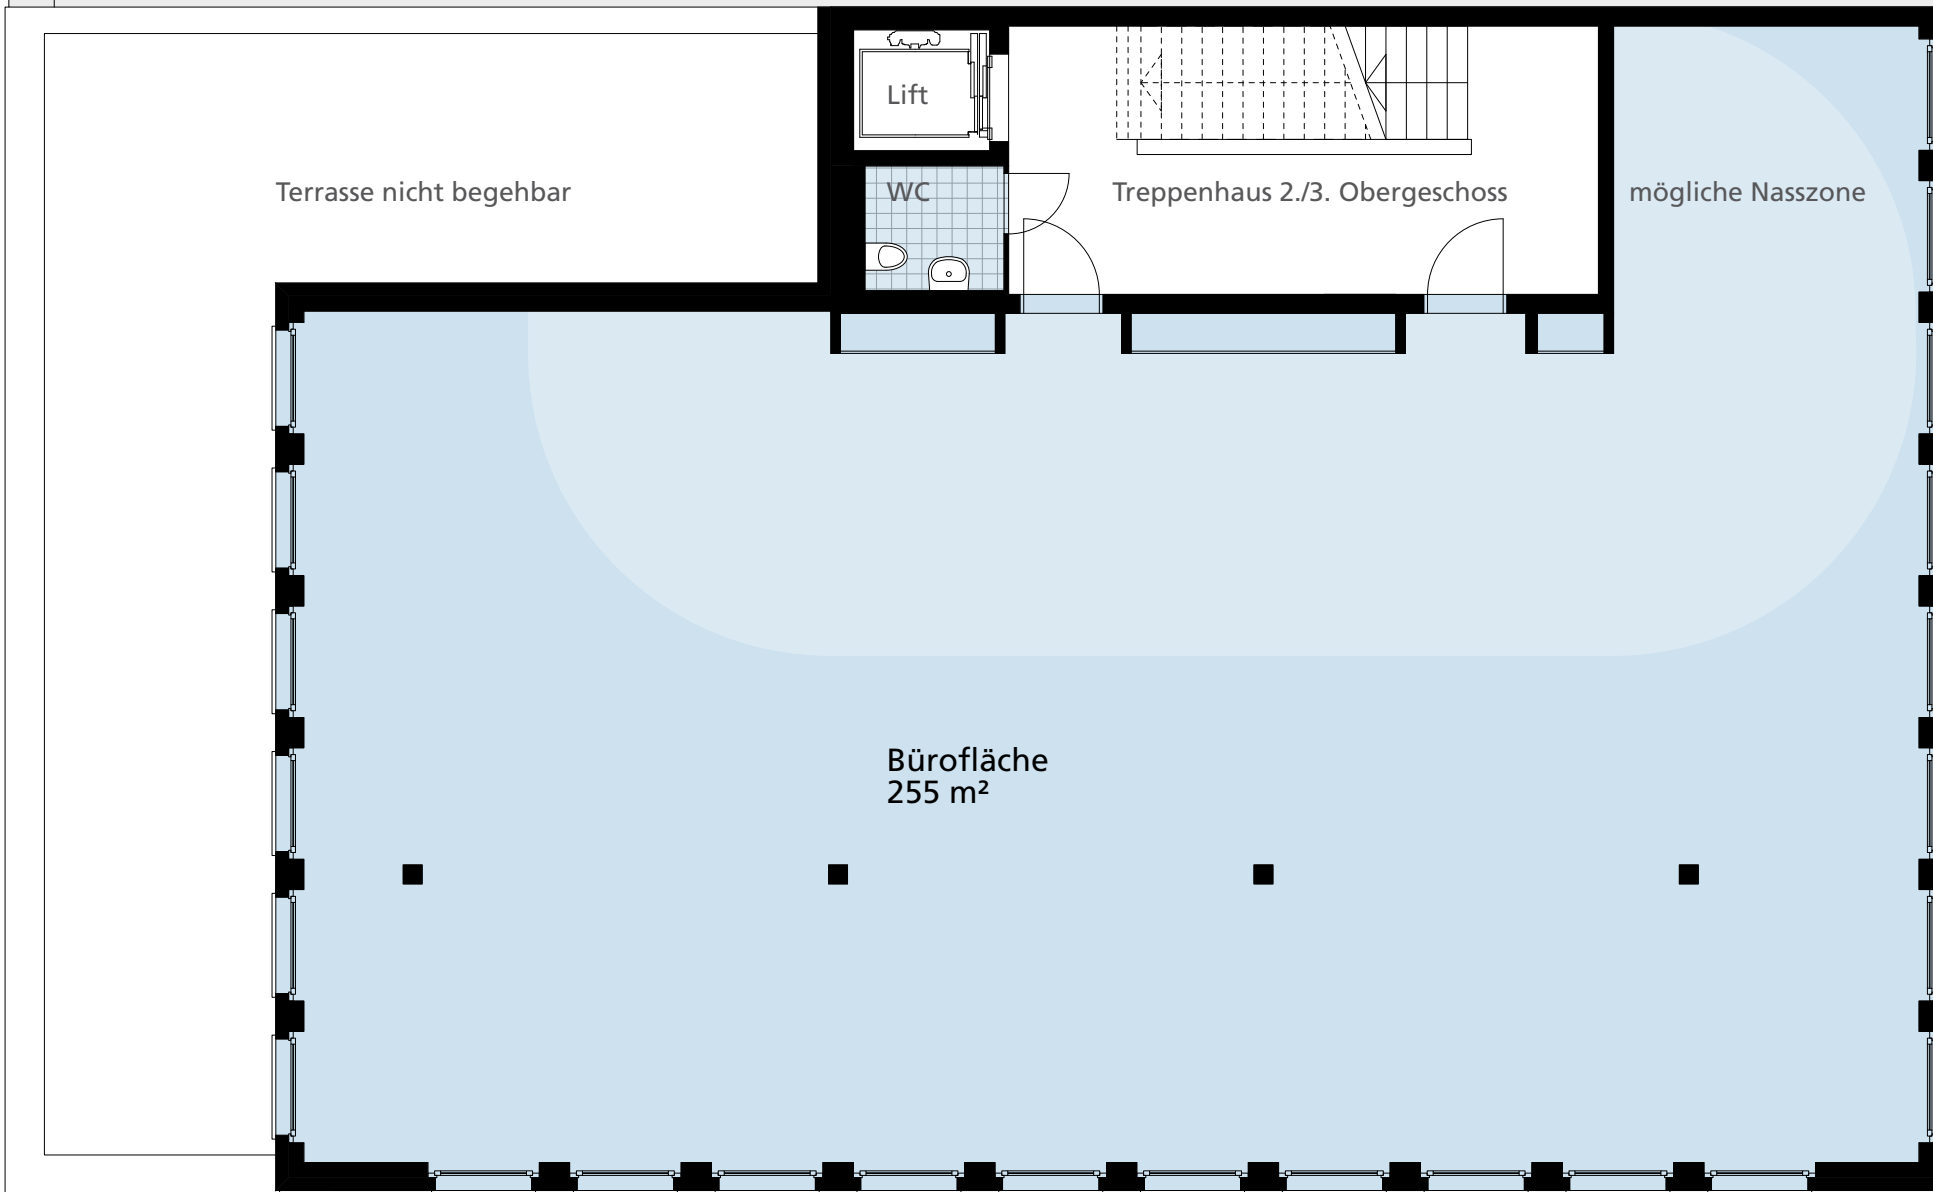 Lift
Terrasse nicht begehbar
WC
Treppenhaus 2./3. Obergeschoss
mögliche Nasszone
Bürofläche
255 m²